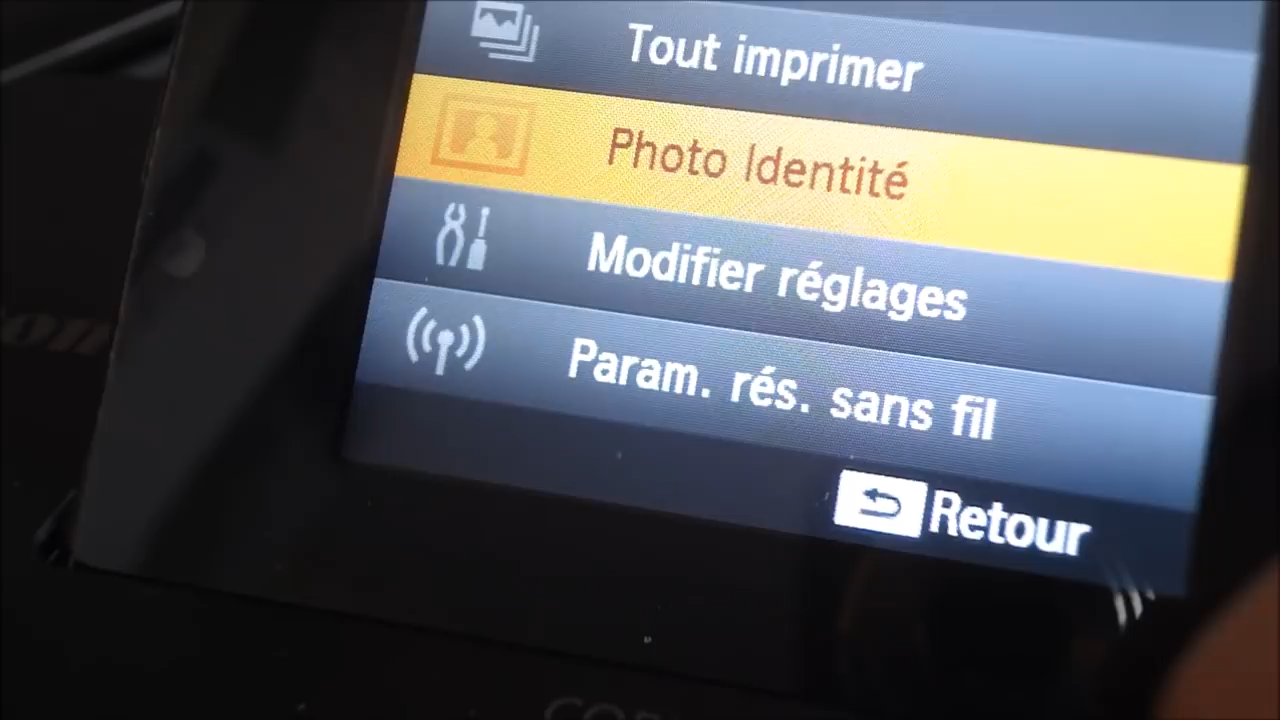 Tout imprimer
Photo Identité
Modifier réglages
Param. rés. sans fil
Retour